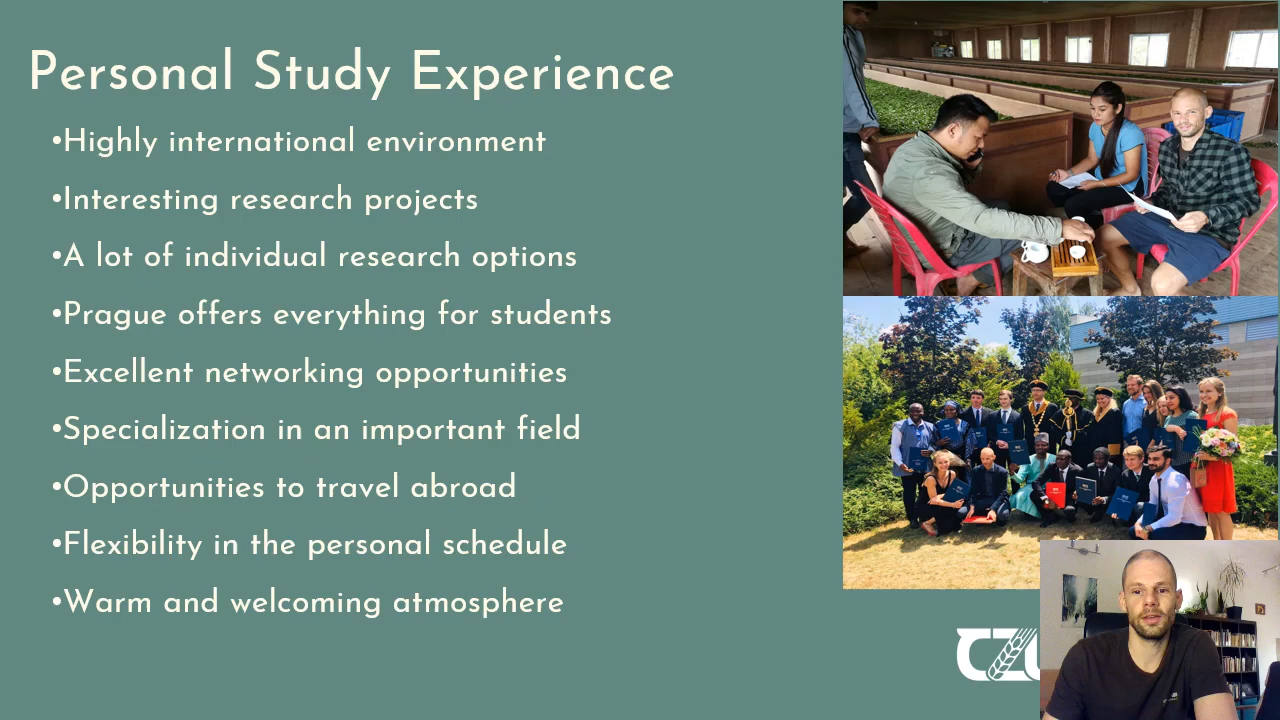 Personal Study Experience
•Highly international environment
•Interesting research projects
•A lot of individual research options
•Prague offers everything for students
•Excellent networking opportunities
•Specialization in an important field
•Opportunities to travel abroad
•Flexibility in the personal schedule
•Warm and welcoming atmosphere
CZU